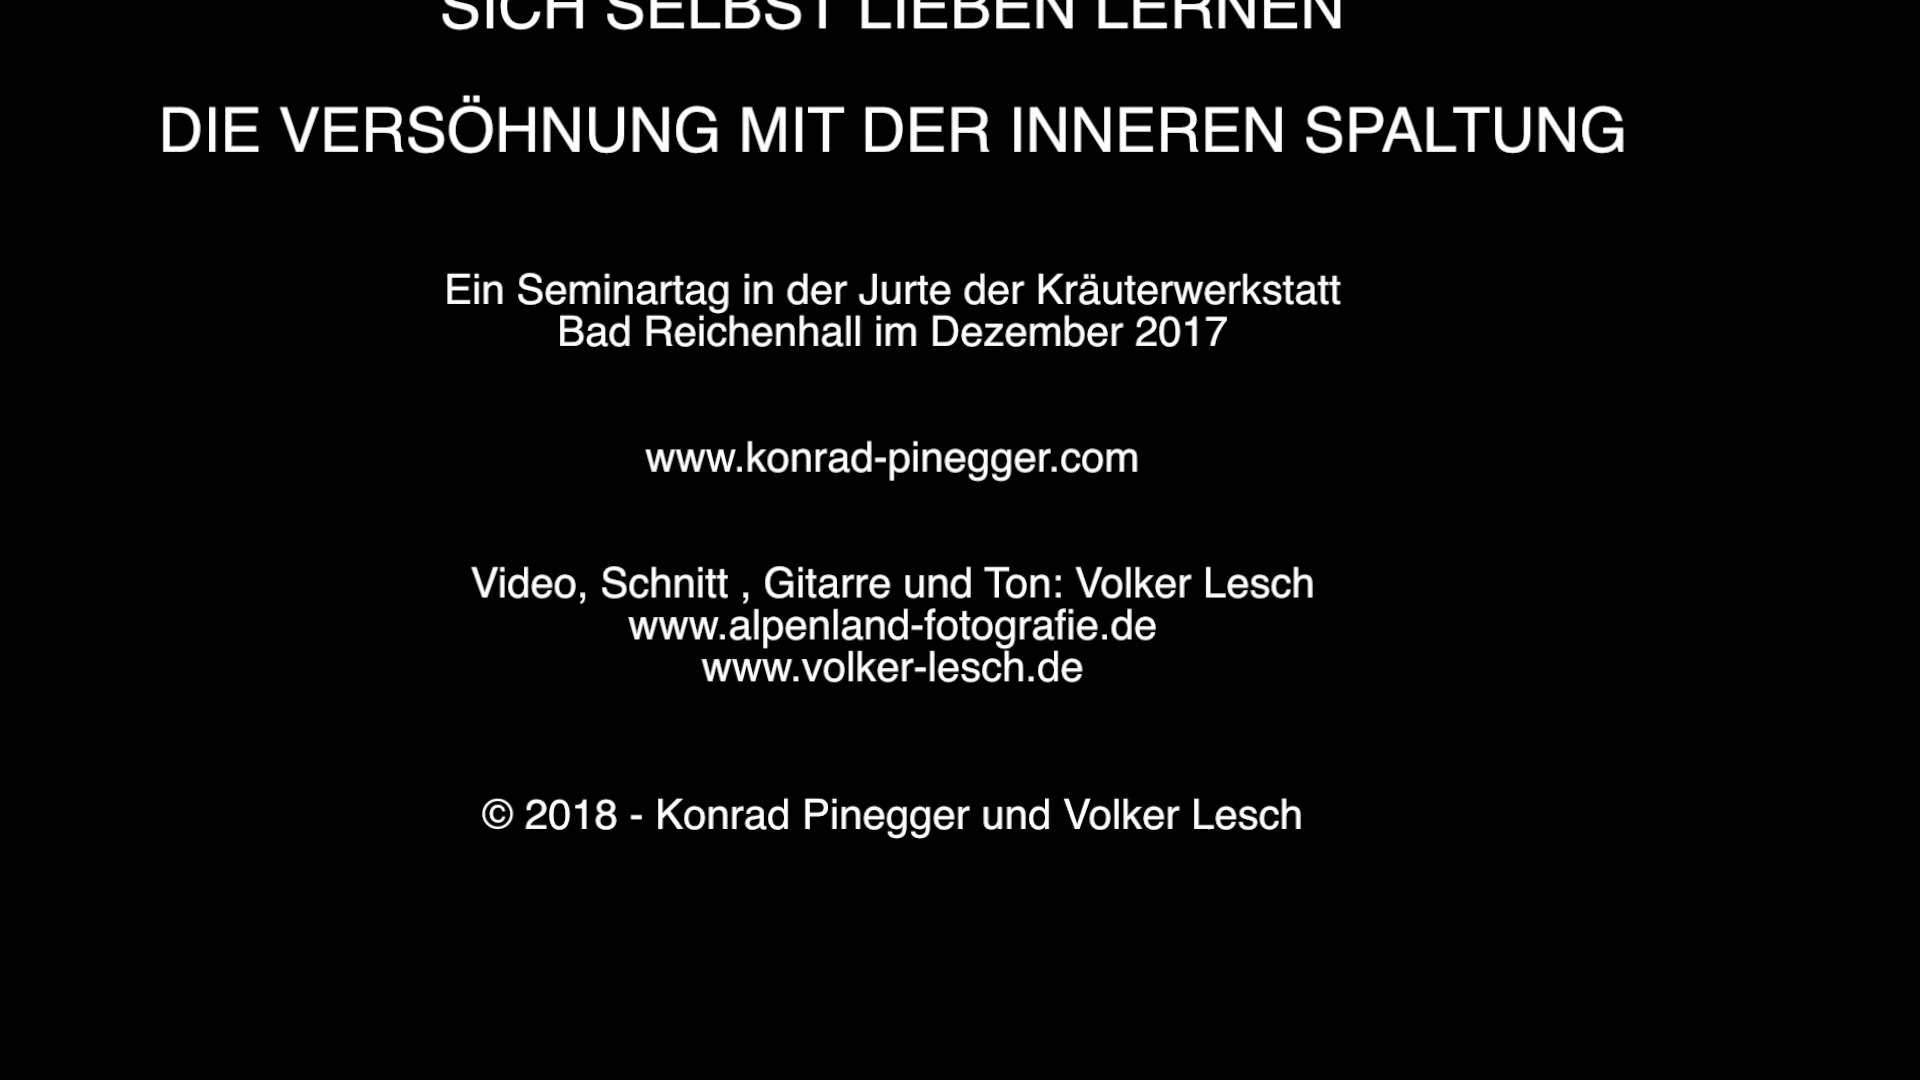 SICH SELBST LIEBEN LERNEN
DIE VERSÖHNUNG MIT DER INNEREN SPALTUNG
Ein Seminartag in der Jurte der Kräuterwerkstatt
Bad Reichenhall im Dezember 2017
www.konrad-pinegger.com
Video, Schnitt , Gitarre und Ton: Volker Lesch
www.alpenland-fotografie.de
www.volker-lesch.de
© 2018 - Konrad Pinegger und Volker Lesch